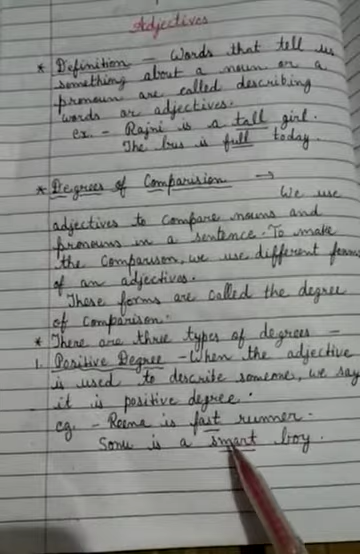 Adjectives
* Definition - Words that tell us
something about a noun or a
pronoun are called describing
words or adjectives.
ex. - Rajni is a tall girl.
The bus is full today.
* Degrees of Comparision →
We use
adjectives to compare nouns and
pronouns in a sentence. To make
the comparison, we use different form
of an adjectives.
These forms are called the degree
of comparison.
* There are three types of degrees -
1. Positive Degree - When the adjective
is used to describe someone, we say
it is positive degree.
eg. - Reena is fast runner.
Sonu is a smart boy.